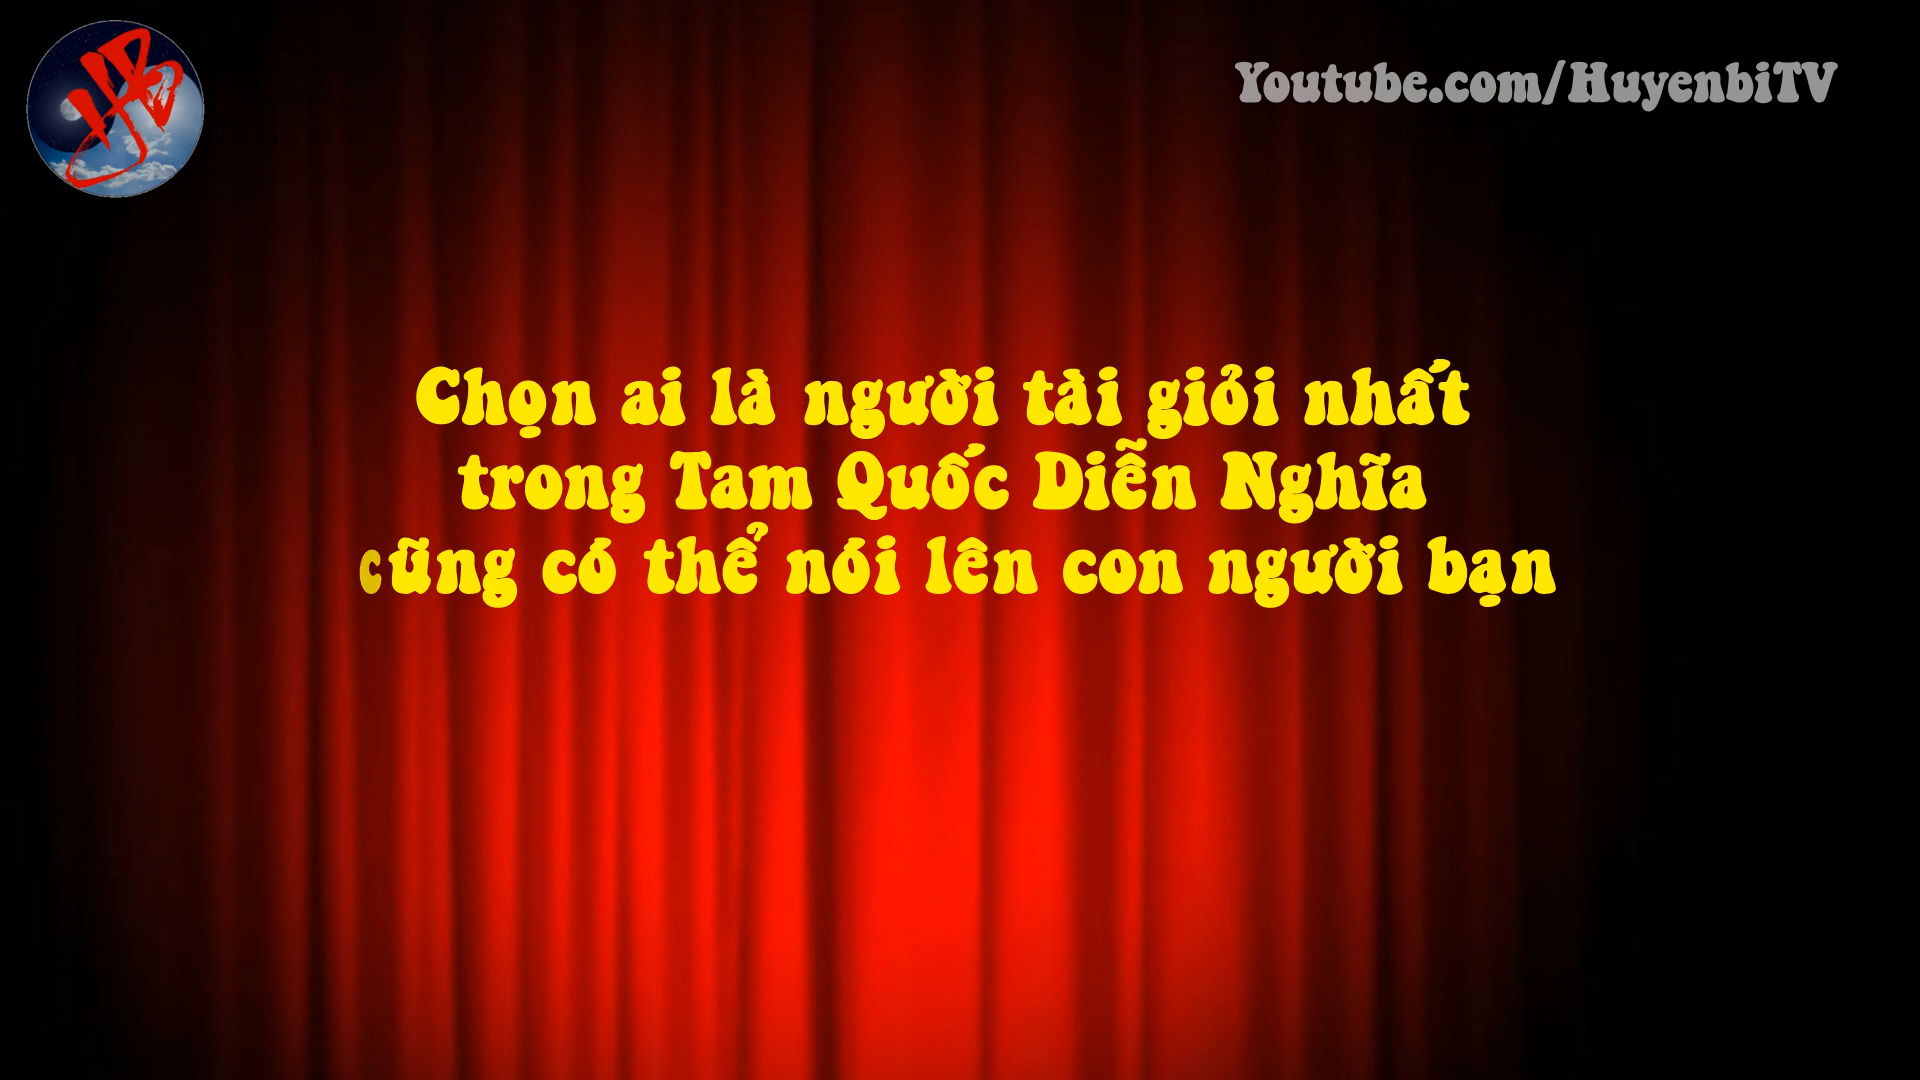 Youtube.com/HuyenbiTV
Chọn ai là người tài giỏi nhất
trong Tam Quốc Diễn Nghĩa
cũng có thể nói lên con người bạn